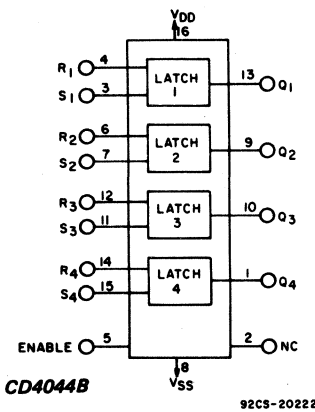 VDD
16
R1 4
S1 3
LATCH
1
13 Q1
R2 6
S2 7
LATCH
2
9 Q2
R3 12
S3 11
LATCH
3
10 Q3
R4 14
S4 15
LATCH
4
1 Q4
ENABLE 5
2 NC
8
VSS
CD4044B
92CS-20222